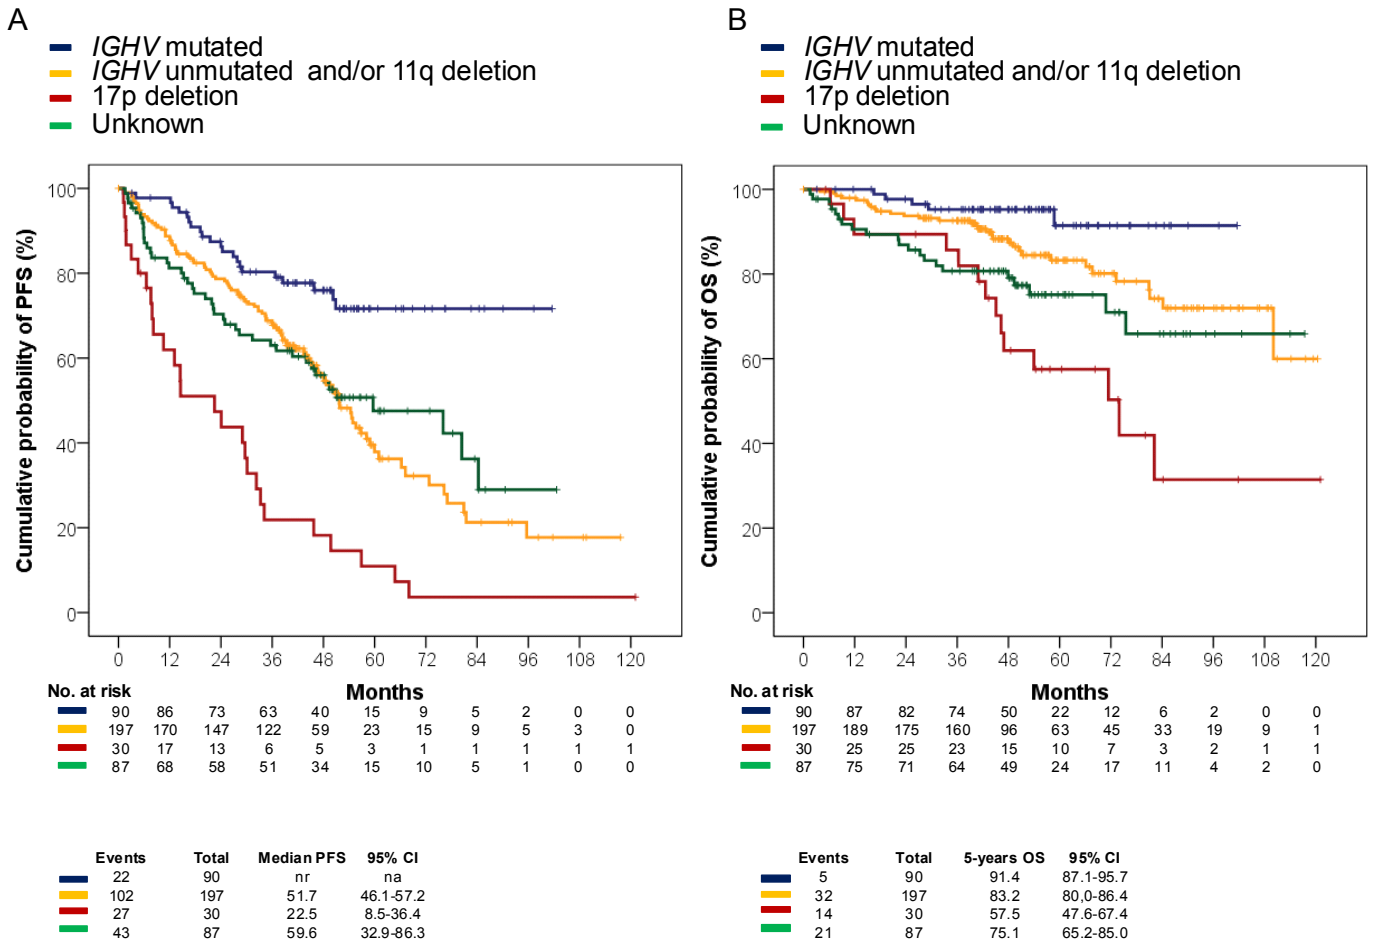 A
IGHV mutated
IGHV unmutated and/or 11q deletion
17p deletion
Unknown
Cumulative probability of PFS (%)
100
80
60
40
20
0
0 12 24 36 48 60 72 84 96 108 120
No. at risk
Months
90 86 73 63 40 15 9 5 2 0 0
197 170 147 122 59 23 15 9 5 3 0
30 17 13 6 5 3 1 1 1 1 1
87 68 58 51 34 15 10 5 1 0 0
Events Total Median PFS 95% CI
22 90 nr na
102 197 51.7 46.1-57.2
27 30 22.5 8.5-36.4
43 87 59.6 32.9-86.3
B
IGHV mutated
IGHV unmutated and/or 11q deletion
17p deletion
Unknown
Cumulative probability of OS (%)
100
80
60
40
20
0
0 12 24 36 48 60 72 84 96 108 120
No. at risk
Months
90 87 82 74 50 22 12 6 2 0 0
197 189 175 160 96 63 45 33 19 9 1
30 25 25 23 15 10 7 3 2 1 1
87 75 71 64 49 24 17 11 4 2 0
Events Total 5-years OS 95% CI
5 90 91.4 87.1-95.7
32 197 83.2 80,0-86.4
14 30 57.5 47.6-67.4
21 87 75.1 65.2-85.0